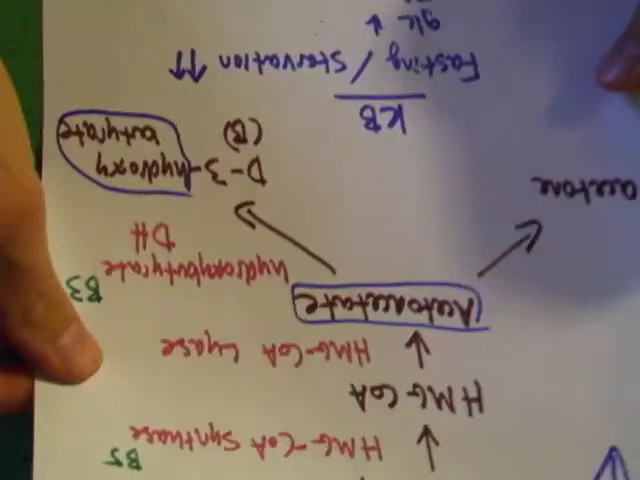 HMG-CoA Synthase B5
HMG CoA
HMG-CoA Lyase
Acetoacetate
hydroxybutyrate B3
DH
acetone
D-3-hydroxy
(B) butyrate
KB
Fasting / Starvation ↑↑
glc